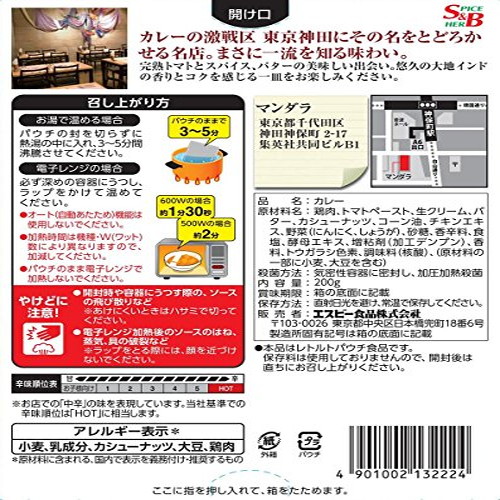 開け口
SPICE
S&B
HERB
カレーの激戦区 東京神田にその名をとどろか
せる名店。まさに一流を知る味わい。
完熟トマトとスパイス、バターの美味しい出会い。悠久の大地インド
の香りとコクを感じる一皿をお楽しみください。
召し上がり方
お湯で温める場合
パウチの封を切らずに
熱湯の中に入れ、3〜5分間
沸騰させてください。
パウチのままで
3〜5分
電子レンジの場合
必ず深めの容器にうつし、
ラップをかけて温めて
ください。
●オート(自動あたため)機能は
使用しないでください。
●加熱時間は機種・W(ワット)
数により異なりますので、
加減してください。
●パウチのまま電子レンジで
加熱しないでください。
600Wの場合
約1分30秒
500Wの場合
約2分
やけどに
注意!
●開封時や容器にうつす際の、ソース
の飛び散りなど
※あけにくいときはハサミで切って
ください。
●電子レンジ加熱後のソースのはね、
蒸気、具の破裂など
※ラップをとる際には、顔を近づけ
ないでください。
辛味順位表
お子様向け 1 2 3 4 5 HOT
※お店での「中辛」の味を表現しています。当社基準での
辛味順位は「HOT」に相当します。
アレルギー表示*
小麦、乳成分、カシューナッツ、大豆、鶏肉
*原材料に含まれる、国内で表示を義務付け・推奨するもの
マンダラ
東京都千代田区
神田神保町 2-17
集英社共同ビルB1
神保町駅
A6
出口
マンダラ
名称:カレー
原材料名:鶏肉、トマトペースト、生クリーム、バ
ター、カシューナッツ、コーン油、チキンエキ
ス、野菜(にんにく、しょうが)、砂糖、香辛料、食
塩、酵母エキス、増粘剤(加工デンプン)、香
料、トウガラシ色素、調味料(核酸)、(原材料
の一部に小麦、大豆を含む)
殺菌方法:気密性容器に密封し、加圧加熱殺菌
内容量:200g
賞味期限:箱の底面に記載
保存方法:直射日光を避け、常温で保存してください。
販売者:エスビー食品株式会社
〒103-0026 東京都中央区日本橋兜町18番6号
製造所固有記号は箱の底面に記載
●本品はレトルトパウチ食品です。
保存料は使用しておりませんので、開封後は
直ちにお召し上がりください。
紙
外箱
プラ
パウチ
4 901002 132224
ここに指を押し入れて、箱をたためます。